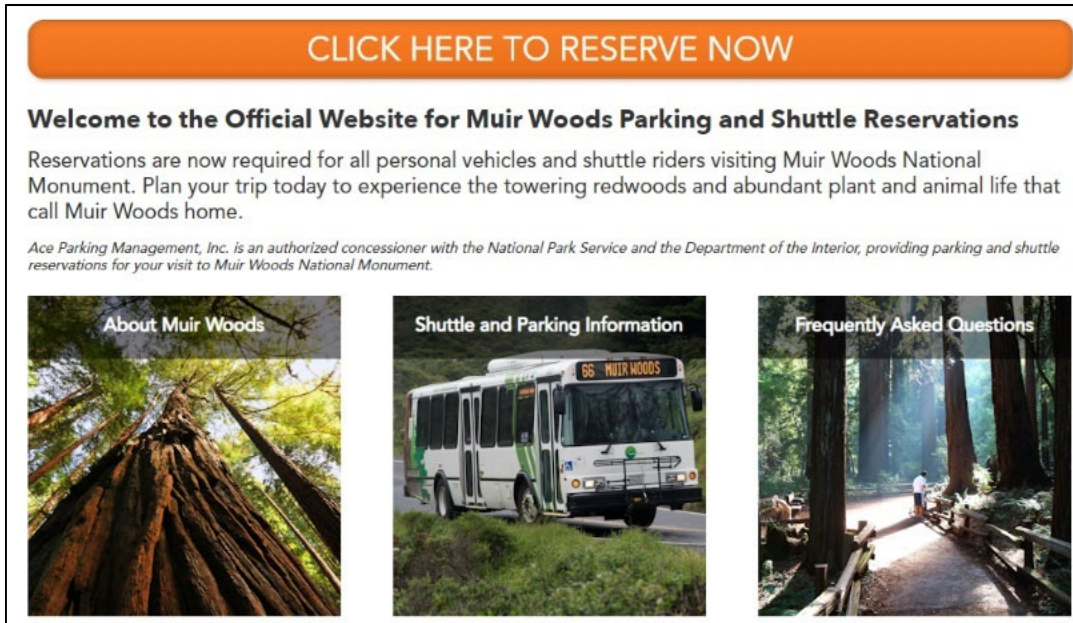 CLICK HERE TO RESERVE NOW
Welcome to the Official Website for Muir Woods Parking and Shuttle Reservations
Reservations are now required for all personal vehicles and shuttle riders visiting Muir Woods National
Monument. Plan your trip today to experience the towering redwoods and abundant plant and animal life that
call Muir Woods home.
Ace Parking Management, Inc. is an authorized concessioner with the National Park Service and the Department of the Interior, providing parking and shuttle
reservations for your visit to Muir Woods National Monument.
About Muir Woods
Shuttle and Parking Information
Frequently Asked Questions
66 MUIR WOODS